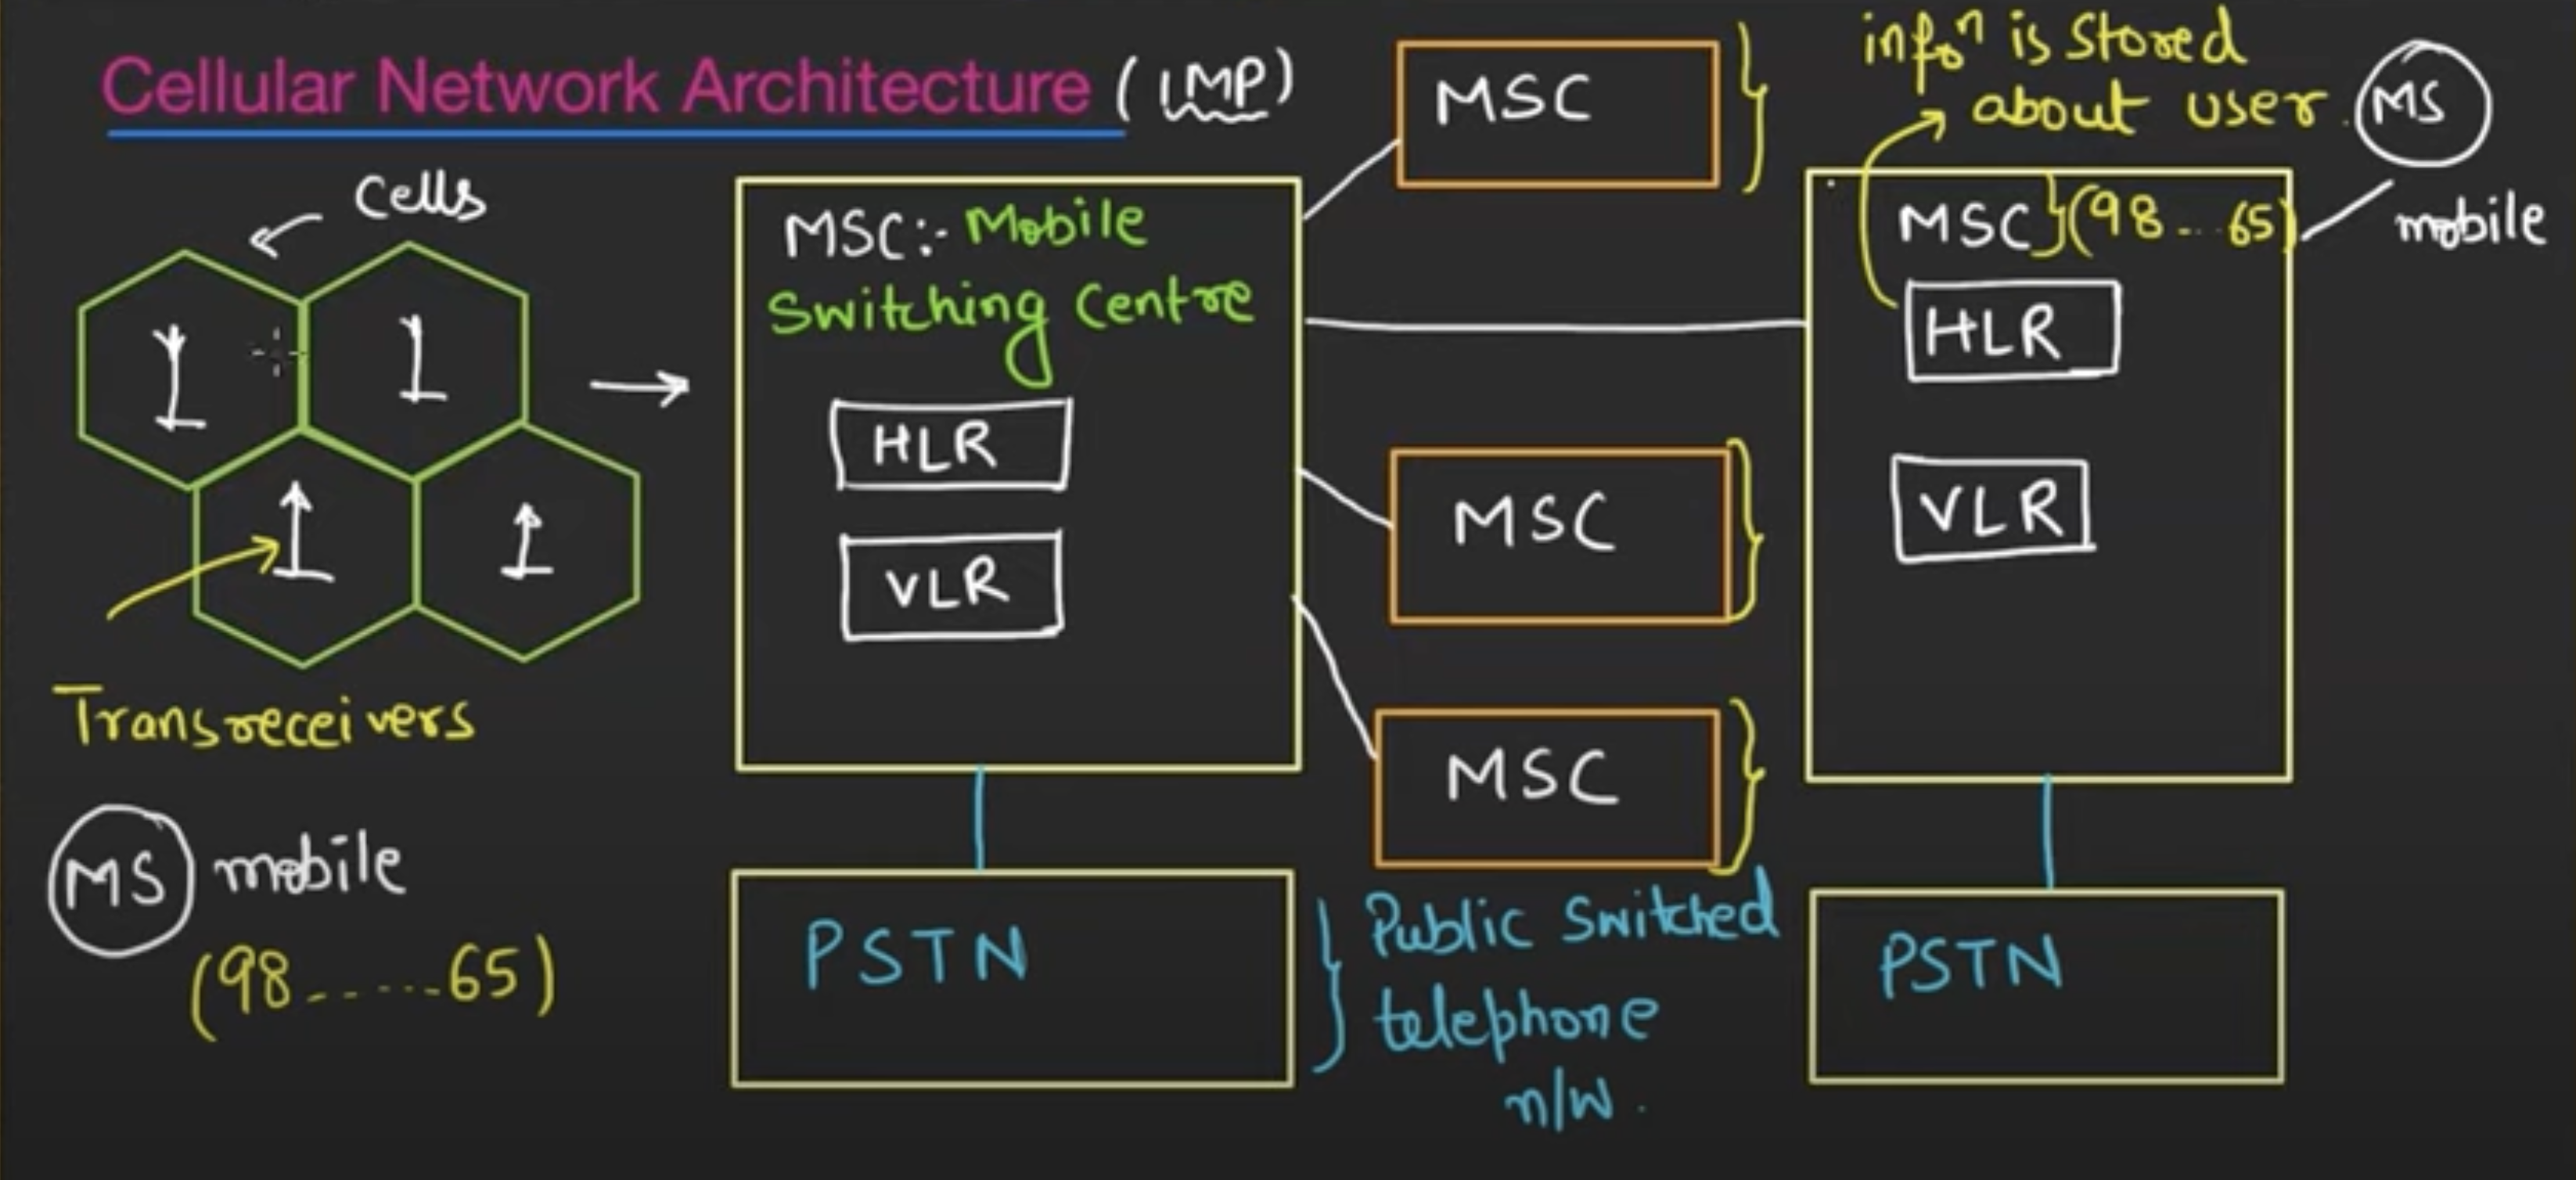 Cellular Network Architecture (IMP)
Cells
Transreceivers
MS mobile
(98......65)
MSC:- Mobile
Switching Centre
HLR
VLR
PSTN
MSC
MSC
MSC
Public Switched
telephone
n/w.
infoⁿ is stored
about user.
MS
mobile
MSC}(98...65)
HLR
VLR
PSTN